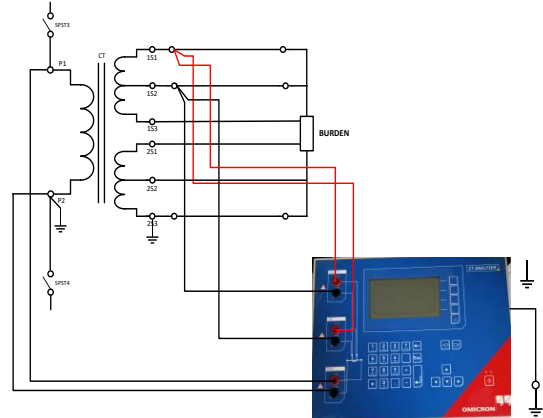 SPST3
P1
CT
1S1
1S2
1S3
2S1
BURDEN
2S2
P2
2S3
SPST4
CT ANALYZER
OMICRON